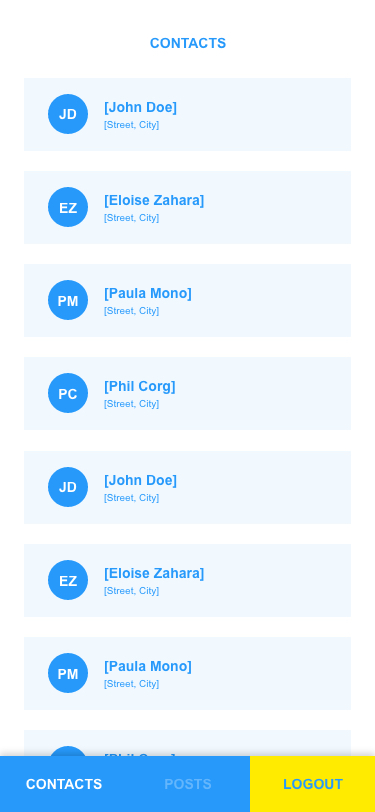 CONTACTS
JD
[John Doe]
[Street, City]
EZ
[Eloise Zahara]
[Street, City]
PM
[Paula Mono]
[Street, City]
PC
[Phil Corg]
[Street, City]
JD
[John Doe]
[Street, City]
EZ
[Eloise Zahara]
[Street, City]
PM
[Paula Mono]
[Street, City]
CONTACTS POSTS LOGOUT